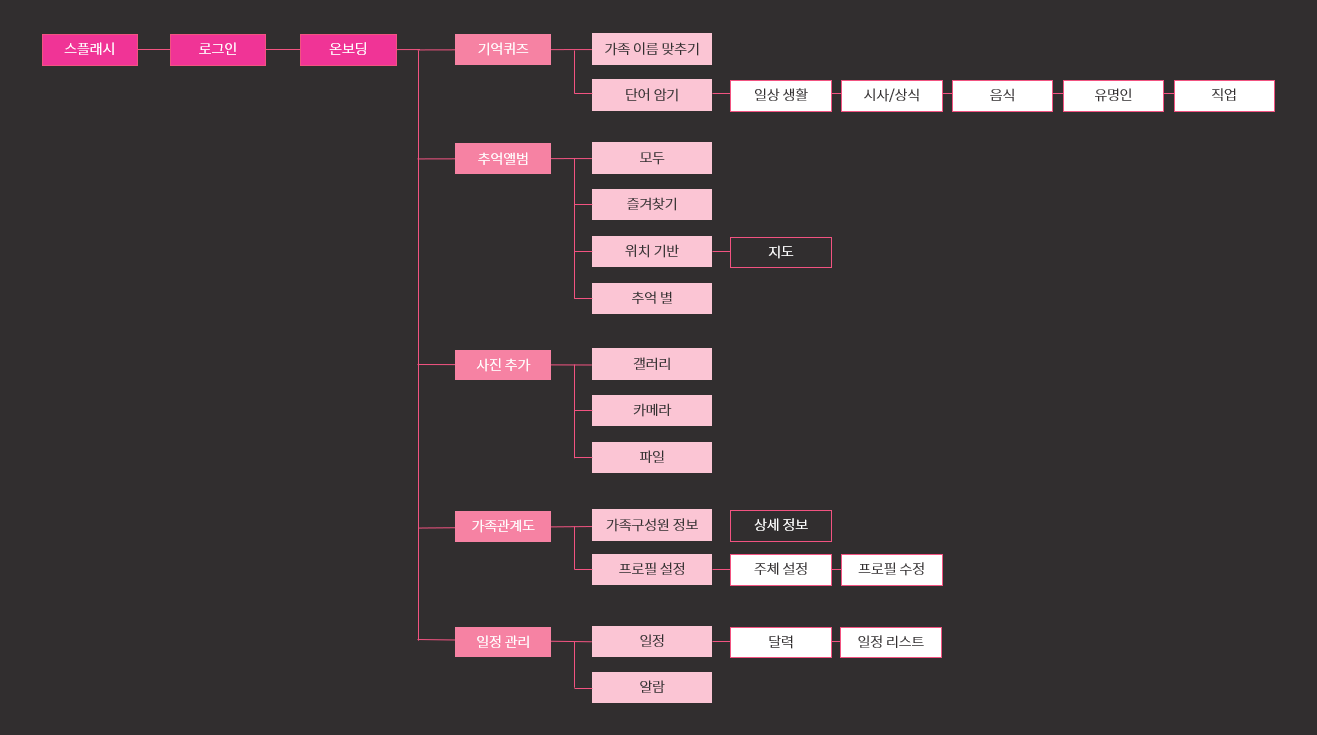 스플래시
로그인
온보딩
기억퀴즈
가족 이름 맞추기
단어 암기
일상 생활
시사/상식
음식
유명인
직업
추억앨범
모두
즐겨찾기
위치 기반
지도
추억 별
사진 추가
갤러리
카메라
파일
가족관계도
가족구성원 정보
상세 정보
프로필 설정
주체 설정
프로필 수정
일정 관리
일정
달력
일정 리스트
알람